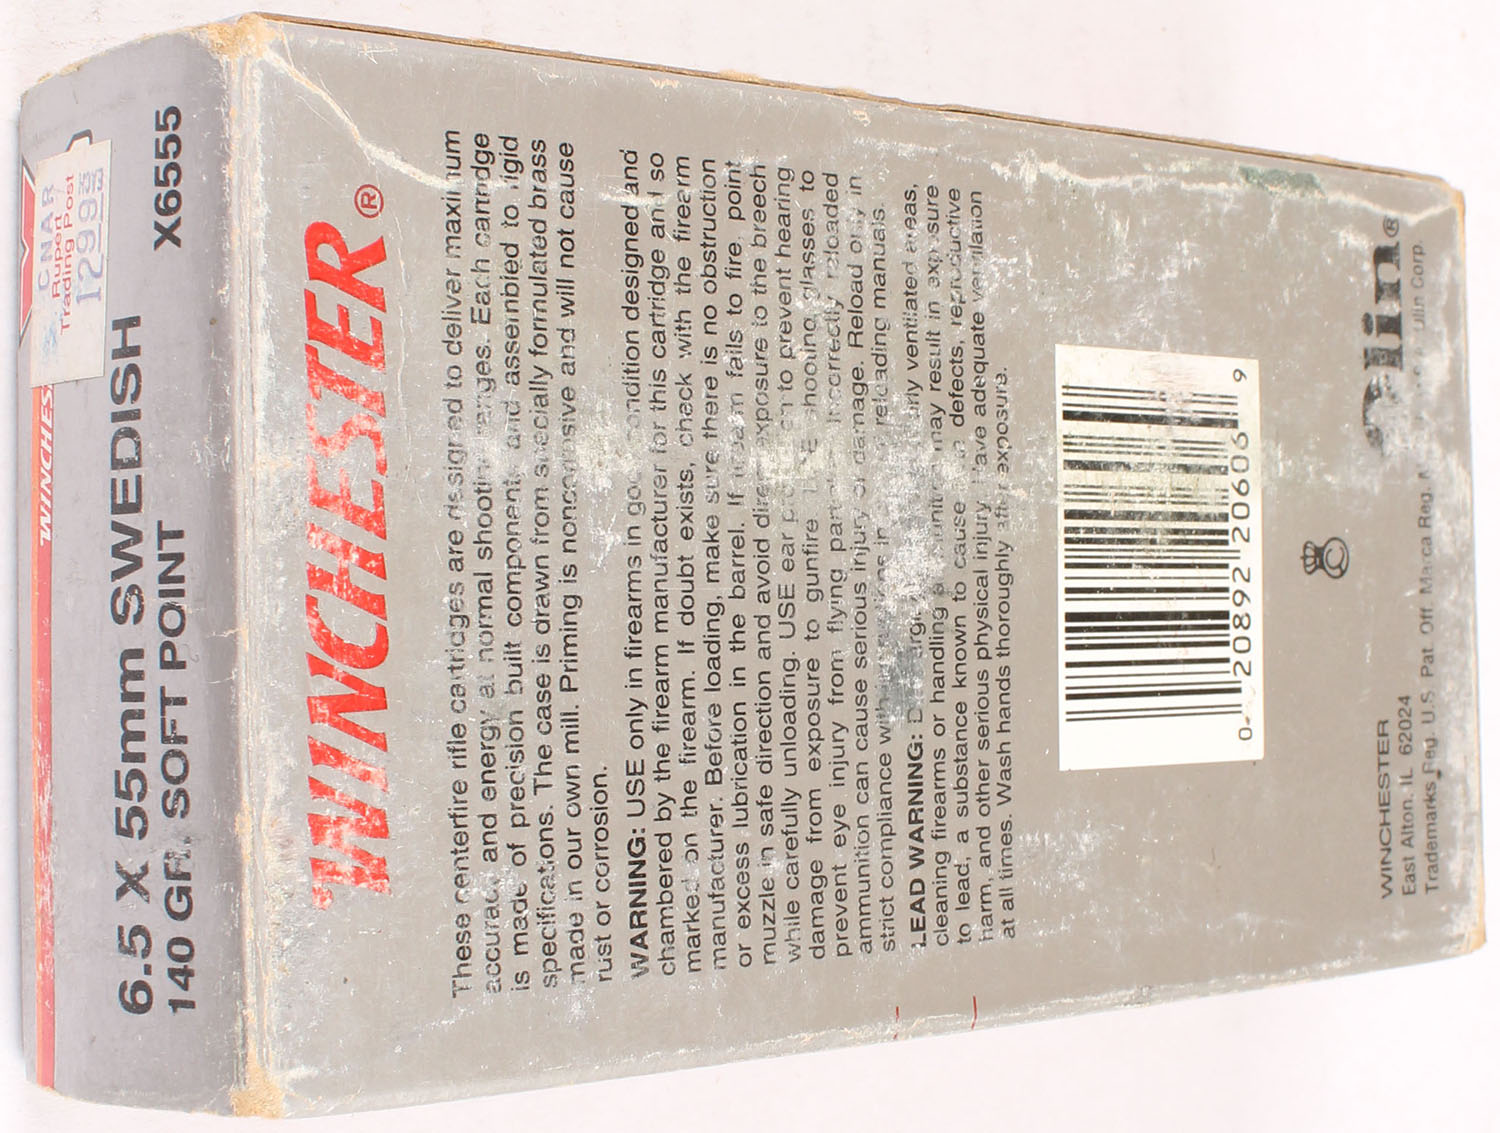 WINCHES
CNAR
Rupert
Trading Post
6.5 X 55mm SWEDISH
140 GR. SOFT POINT
X6555
WINCHESTER®
These centerfire rifle cartridges are designed to deliver maximum
accuracy and energy at normal shooting ranges. Each cartridge
is made of precision built components and assembled to rigid
specifications. The case is drawn from specially formulated brass
made in our own mill. Priming is noncorrosive and will not cause
rust or corrosion.
WARNING: USE only in firearms in good condition designed and
chambered by the firearm manufacturer for this cartridge and so
marked on the firearm. If doubt exists, check with the firearm
manufacturer. Before loading, make sure there is no obstruction
or excess lubrication in the barrel. If fails to fire, point
muzzle in safe direction and avoid direct exposure to the breech
while carefully unloading. USE ear to prevent hearing
damage from exposure to gunfire. USE shooting glasses to
prevent eye injury from flying Incorrectly reloaded
ammunition can cause serious injury or damage. Reload only in
strict compliance with instructions in reloading manuals.
LEAD WARNING: poorly ventilated areas,
cleaning firearms or handling ammunition may result in exposure
to lead, a substance known to cause defects, reproductive
harm, and other serious physical injury. Have adequate ventilation
at all times. Wash hands thoroughly after exposure.
0 20892 20606 9
WINCHESTER
East Alton, IL 62024
Trademarks Reg. U.S. Pat. Off. Marca Reg. Olin Corp.
Olin®